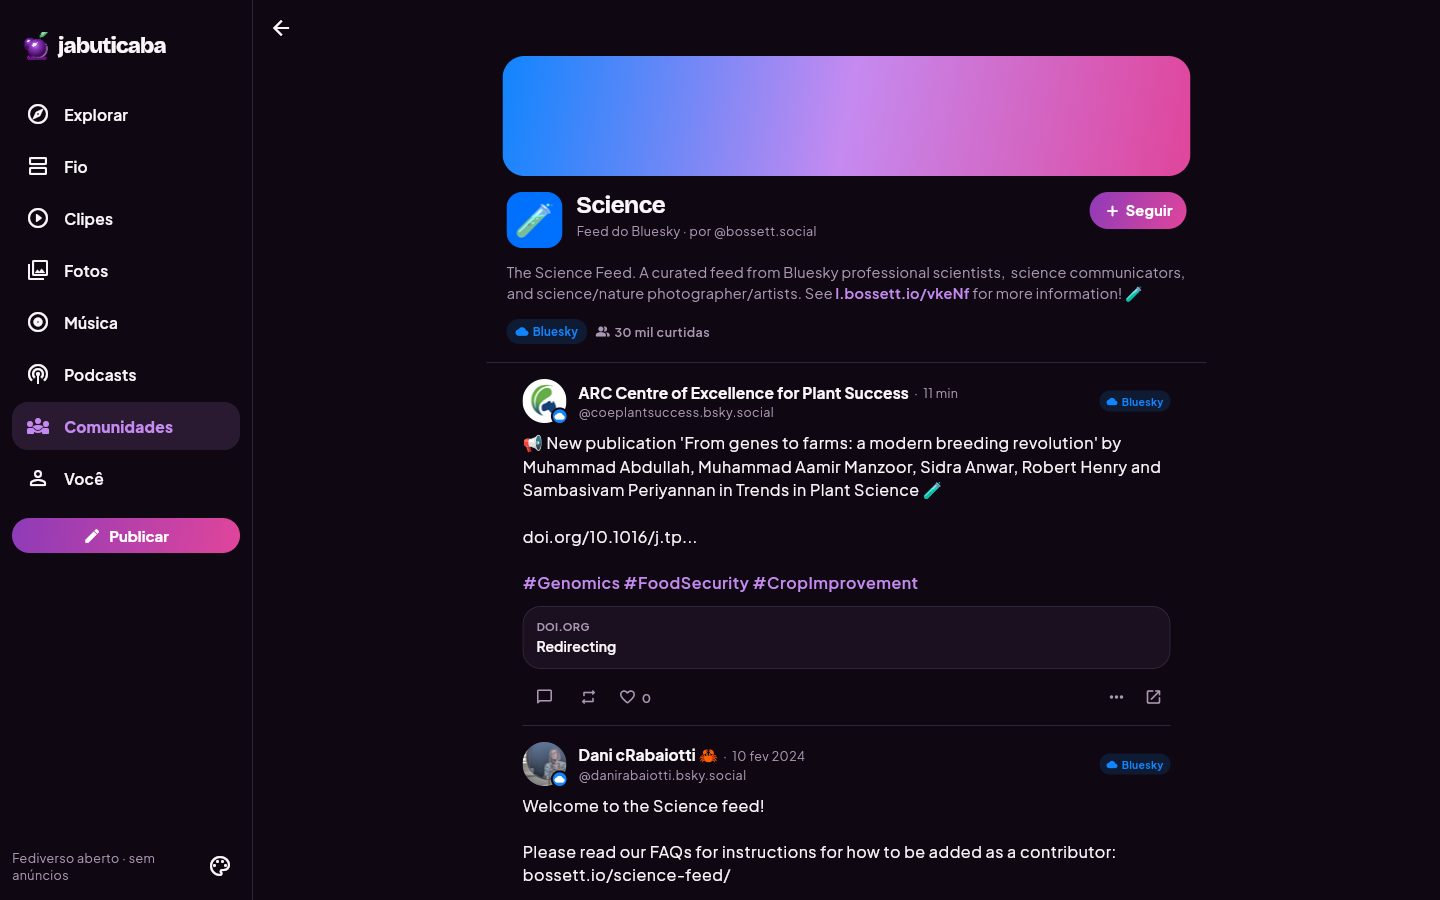 jabuticaba
Explorar
Fio
Clipes
Fotos
Música
Podcasts
Comunidades
Você
Publicar
Fediverso aberto · sem
anúncios
Science
Feed do Bluesky · por @bossett.social
Seguir
The Science Feed. A curated feed from Bluesky professional scientists, science communicators,
and science/nature photographer/artists. See l.bossett.io/vkeNf for more information! 🧪
Bluesky
30 mil curtidas
ARC Centre of Excellence for Plant Success · 11 min
@coeplantsuccess.bsky.social
Bluesky
📢 New publication 'From genes to farms: a modern breeding revolution' by
Muhammad Abdullah, Muhammad Aamir Manzoor, Sidra Anwar, Robert Henry and
Sambasivam Periyannan in Trends in Plant Science 🧪
doi.org/10.1016/j.tp...
#Genomics #FoodSecurity #CropImprovement
DOI.ORG
Redirecting
0
Dani cRabaiotti 🦀 · 10 fev 2024
@danirabaiotti.bsky.social
Bluesky
Welcome to the Science feed!
Please read our FAQs for instructions for how to be added as a contributor:
bossett.io/science-feed/